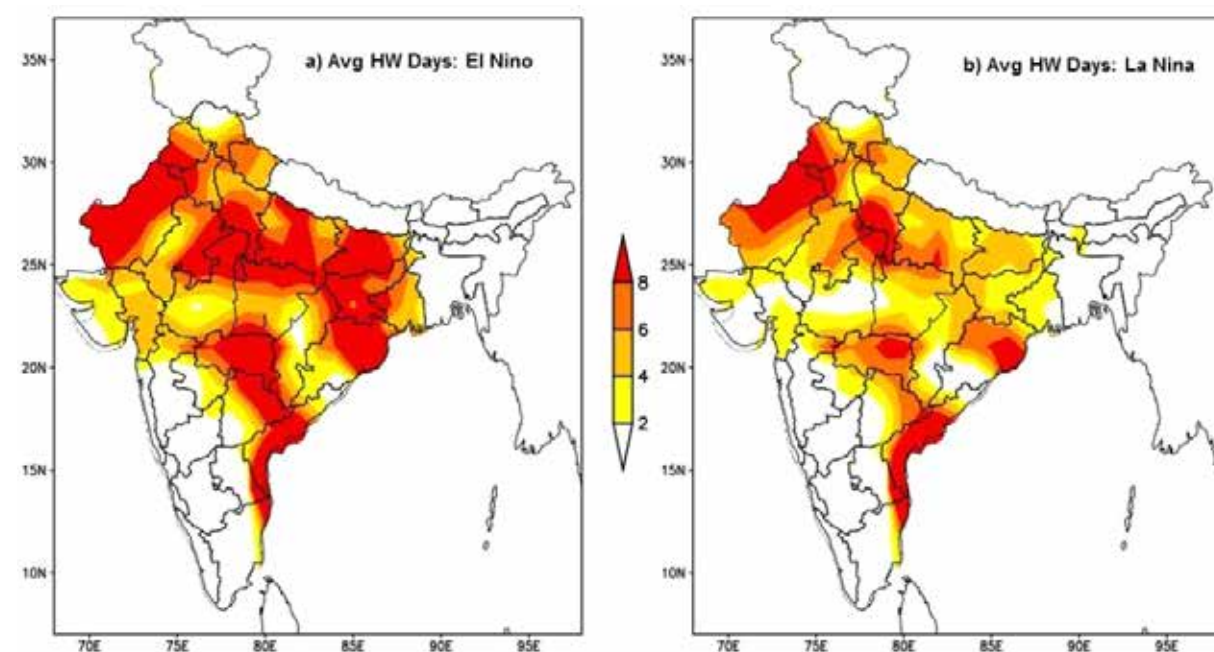 a) Avg HW Days: El Nino
35N
30N
25N
20N
15N
10N
70E 75E 80E 85E 90E 95E
8
6
4
2
b) Avg HW Days: La Nina
35N
30N
25N
20N
15N
10N
70E 75E 80E 85E 90E 95E